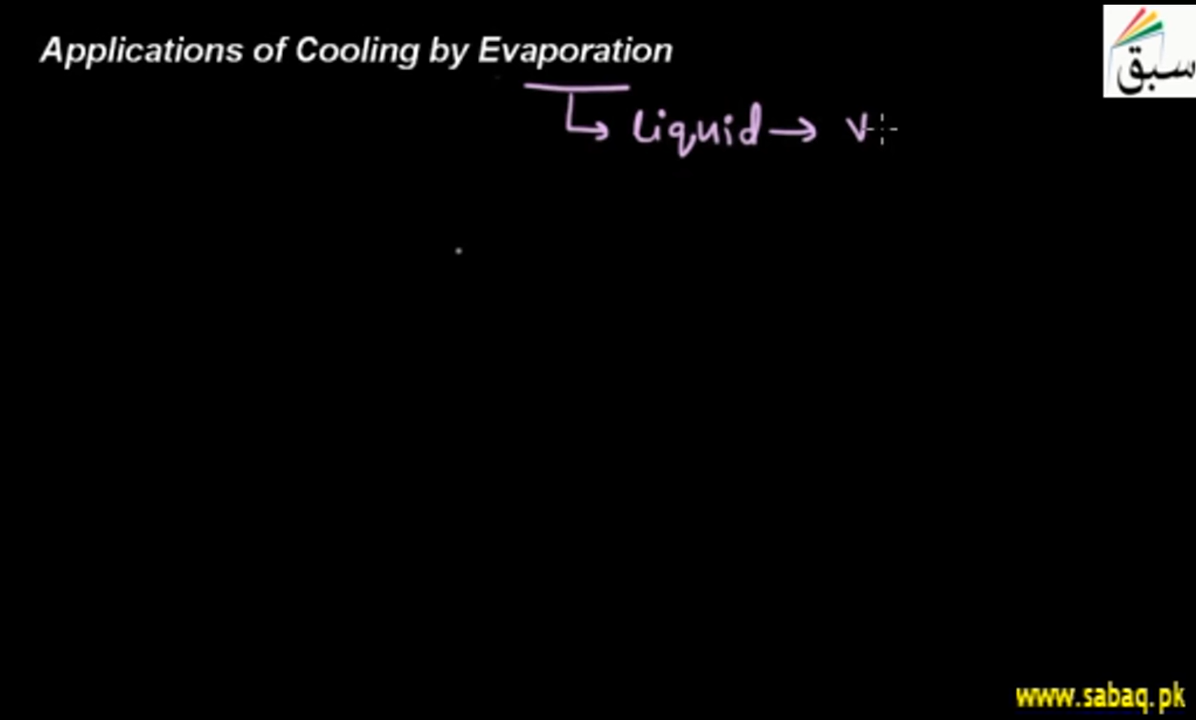 Applications of Cooling by Evaporation
سبق
↳ liquid → v
www.sabaq.pk